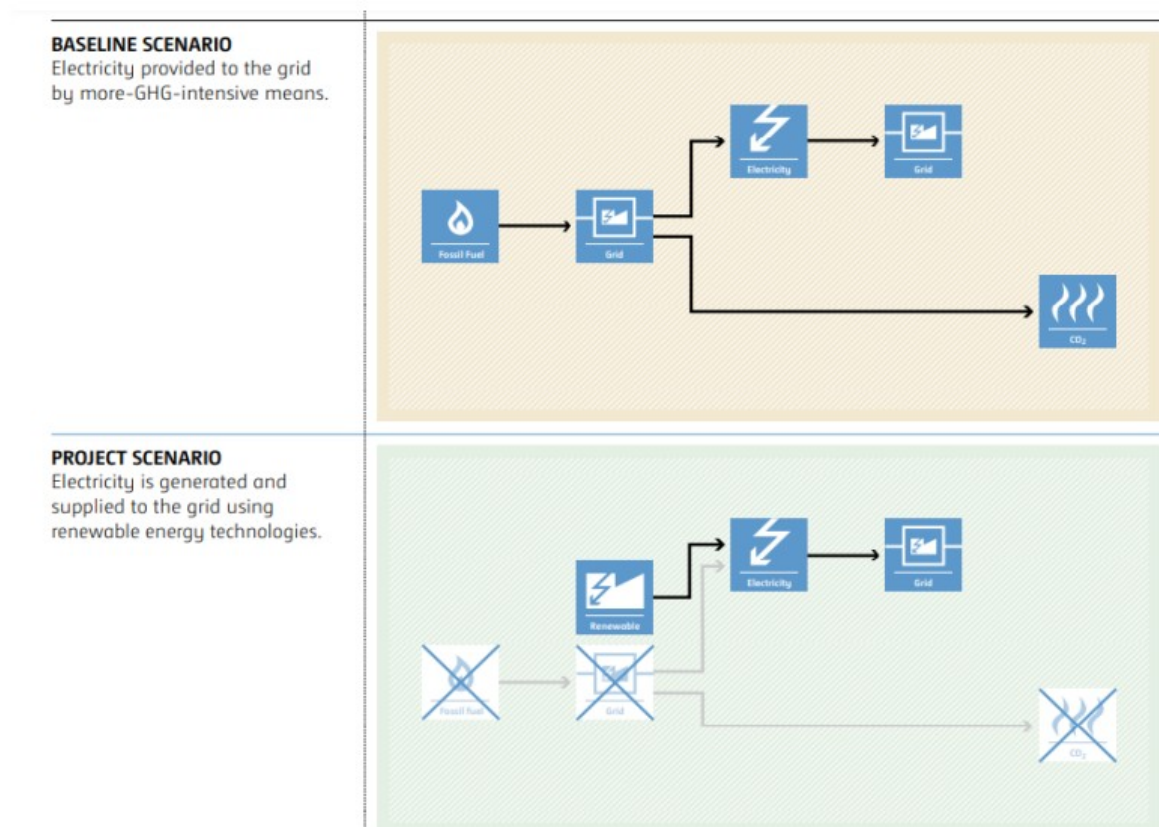 BASELINE SCENARIO
Electricity provided to the grid
by more-GHG-intensive means.
Electricity
Grid
Fossil Fuel
Grid
CO₂
PROJECT SCENARIO
Electricity is generated and
supplied to the grid using
renewable energy technologies.
Electricity
Grid
Renewable
Fossil Fuel
Grid
CO₂